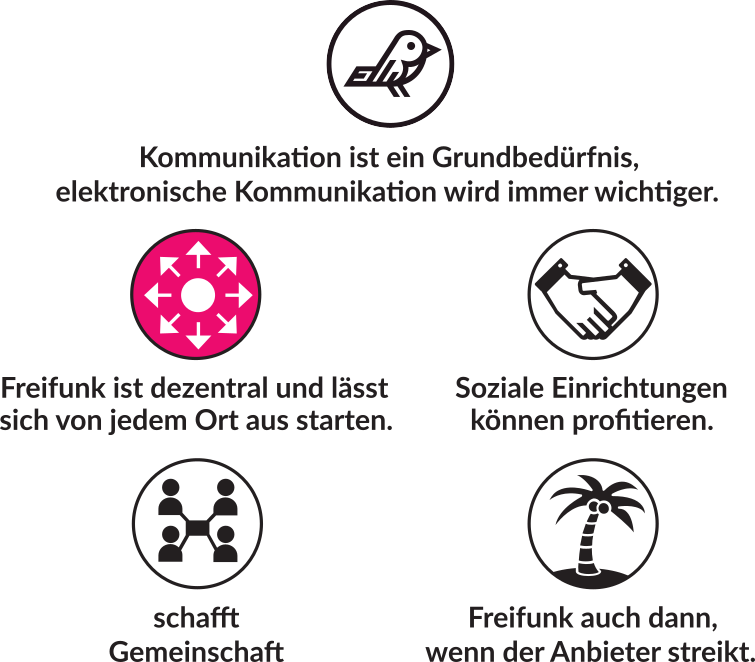 Kommunikation ist ein Grundbedürfnis,
elektronische Kommunikation wird immer wichtiger.
Freifunk ist dezentral und lässt
sich von jedem Ort aus starten.
Soziale Einrichtungen
können profitieren.
schafft
Gemeinschaft
Freifunk auch dann,
wenn der Anbieter streikt.